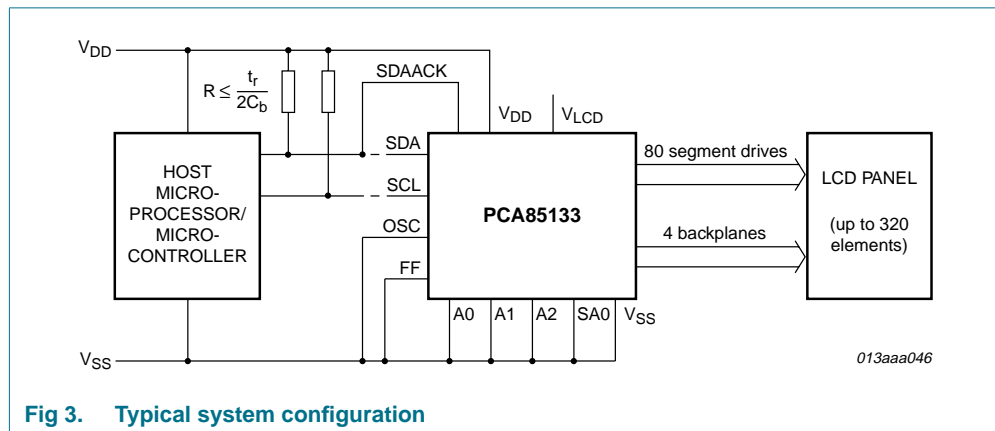 VDD
SDAACK
R ≤ tr
2Cb
VDD
VLCD
SDA
SCL
OSC
FF
HOST
MICRO-
PROCESSOR/
MICRO-
CONTROLLER
PCA85133
80 segment drives
4 backplanes
LCD PANEL
(up to 320
elements)
A0 A1 A2 SA0 VSS
VSS
013aaa046
Fig 3. Typical system configuration